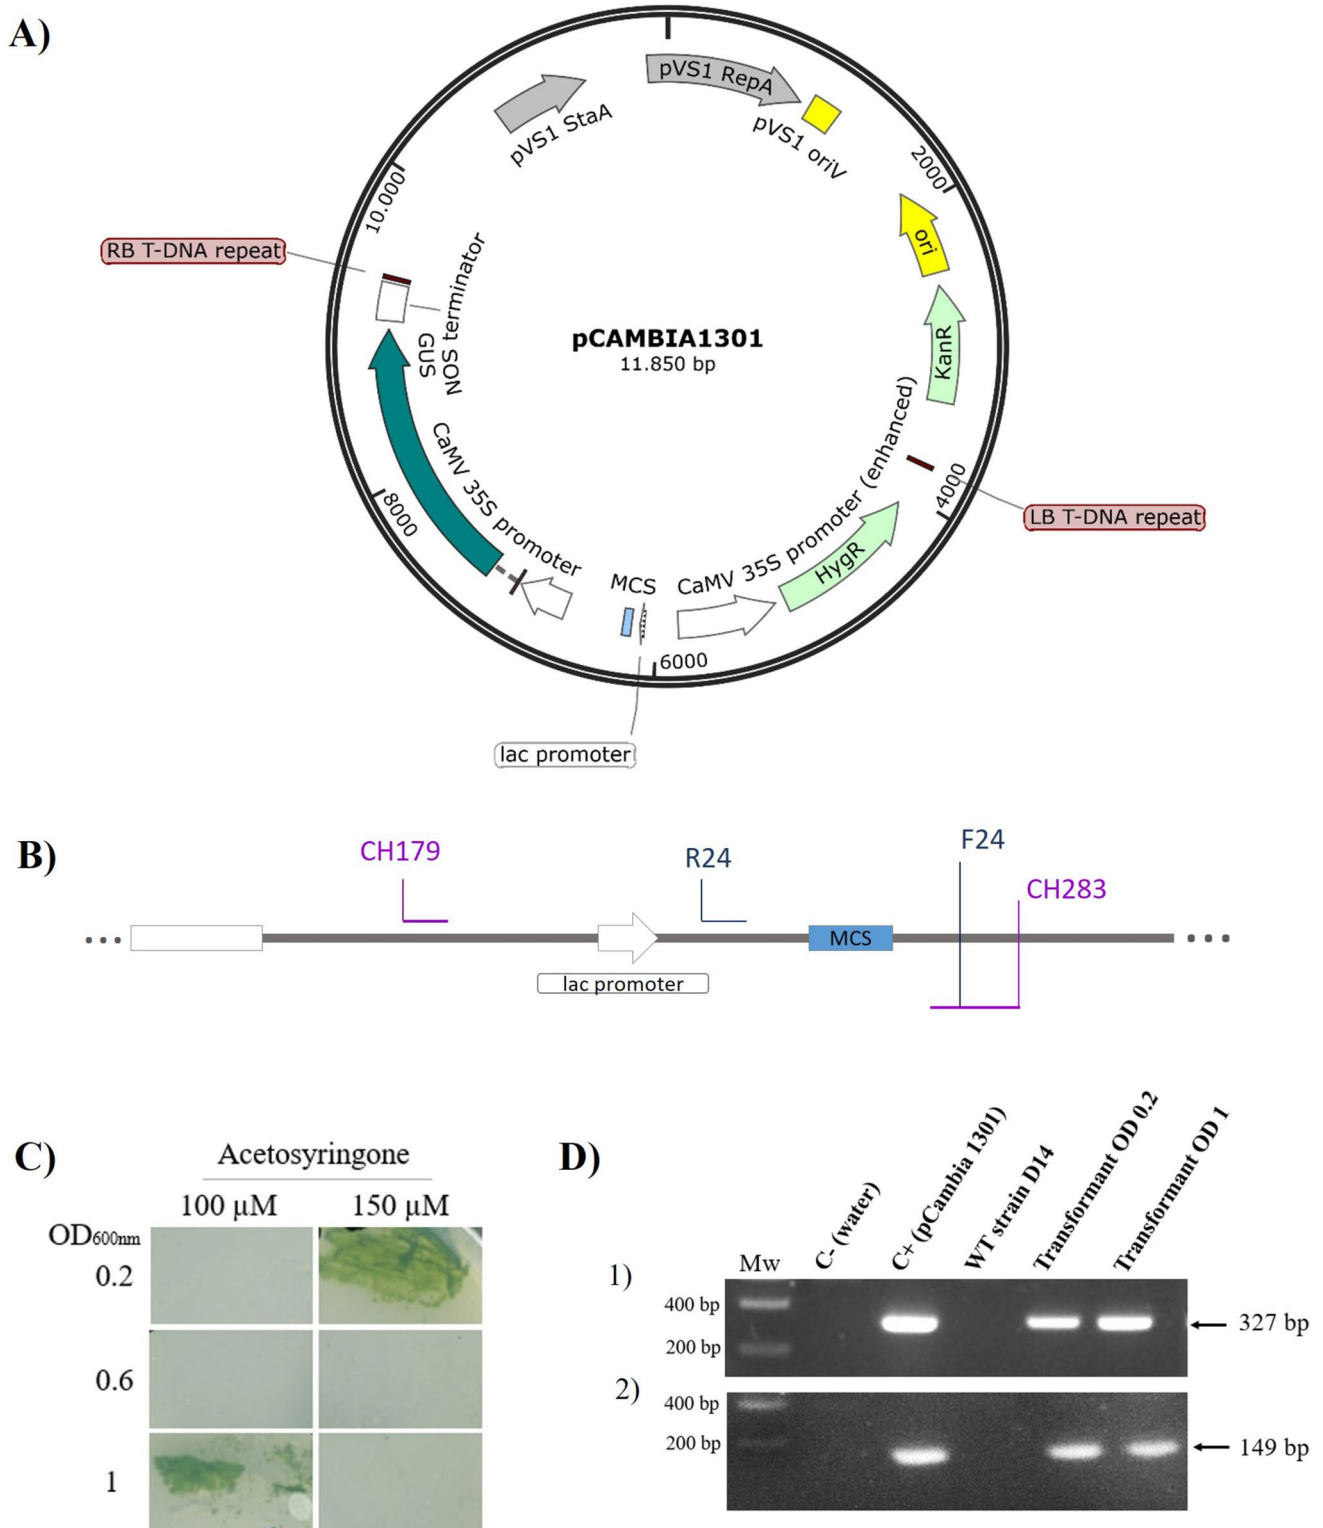 A)
pVS1 RepA
pVS1 StaA
pVS1 oriV
2000
10.000
ori
RB T-DNA repeat
NOS terminator
pCAMBIA1301
11.850 bp
GUS
KanR
CaMV 35S promoter
CaMV 35S promoter (enhanced)
4000
8000
LB T-DNA repeat
HygR
MCS
6000
lac promoter
B)
CH179
R24
F24
CH283
MCS
lac promoter
C)
Acetosyringone
100 µM
150 µM
OD600nm
0.2
0.6
1
D)
Mw
C- (water)
C+ (pCambia 1301)
WT strain D14
Transformant OD 0.2
Transformant OD 1
1)
400 bp
200 bp
327 bp
2)
400 bp
200 bp
149 bp